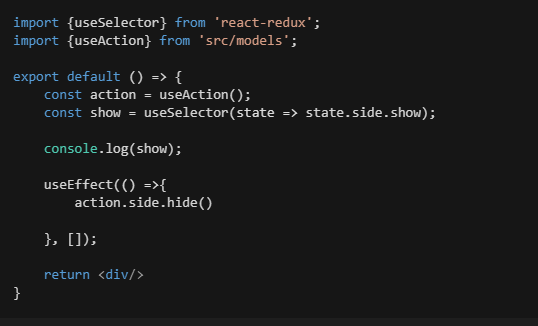 import {useSelector} from 'react-redux';
import {useAction} from 'src/models';
export default () => {
const action = useAction();
const show = useSelector(state => state.side.show);
console.log(show);
useEffect(() =>{
action.side.hide()
}, []);
return <div/>
}